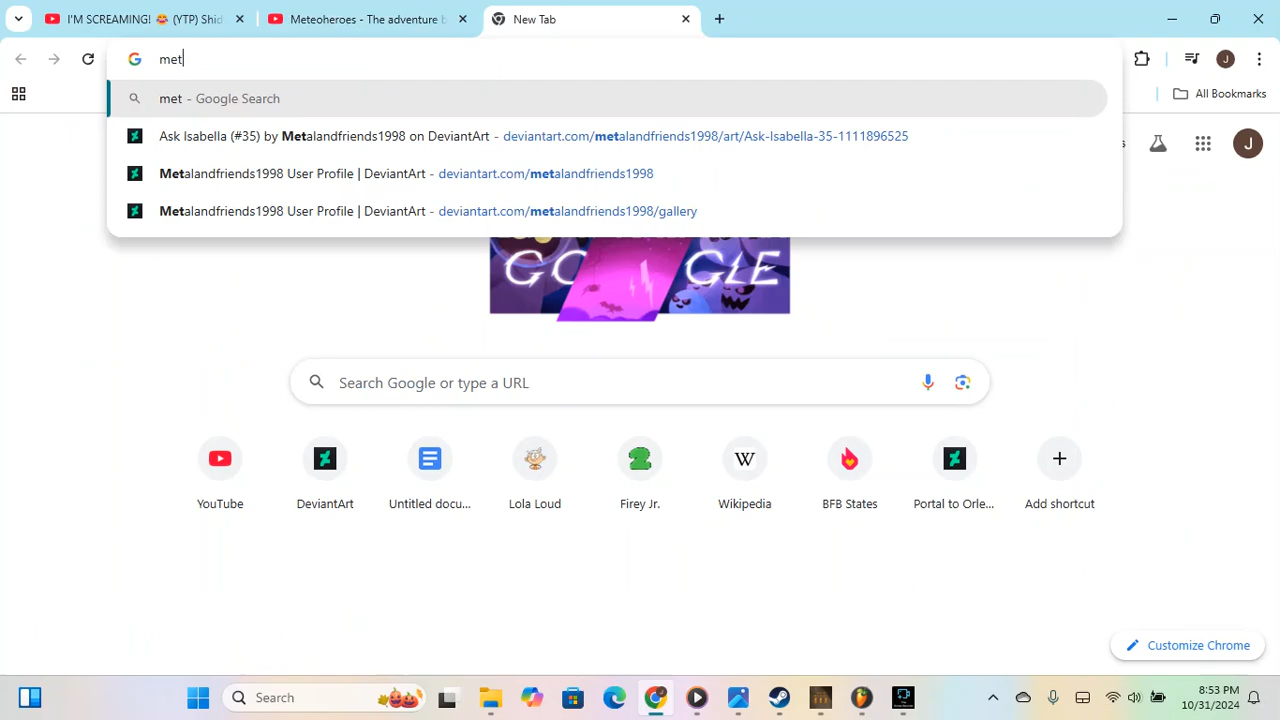 I'M SCREAMING! 🤬 (YTP) Shid
Meteoheroes - The adventure b
New Tab
met
met - Google Search
Ask Isabella (#35) by Metalandfriends1998 on DeviantArt - deviantart.com/metalandfriends1998/art/Ask-Isabella-35-1111896525
Metalandfriends1998 User Profile | DeviantArt - deviantart.com/metalandfriends1998
Metalandfriends1998 User Profile | DeviantArt - deviantart.com/metalandfriends1998/gallery
J
All Bookmarks
s
J
GOOGLE
Search Google or type a URL
YouTube
DeviantArt
Untitled docu...
Lola Loud
Firey Jr.
W
Wikipedia
BFB States
Portal to Orle...
Add shortcut
Customize Chrome
Search
8:53 PM
10/31/2024